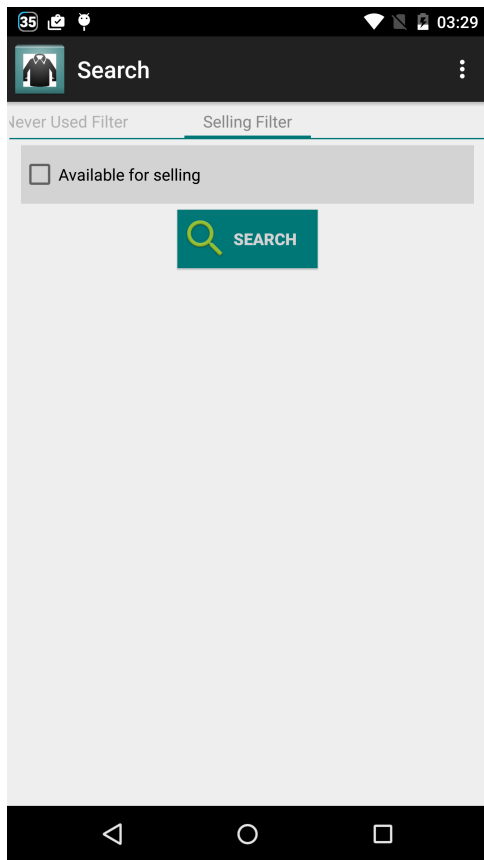 35 03:29
Search
Never Used Filter Selling Filter
Available for selling
SEARCH